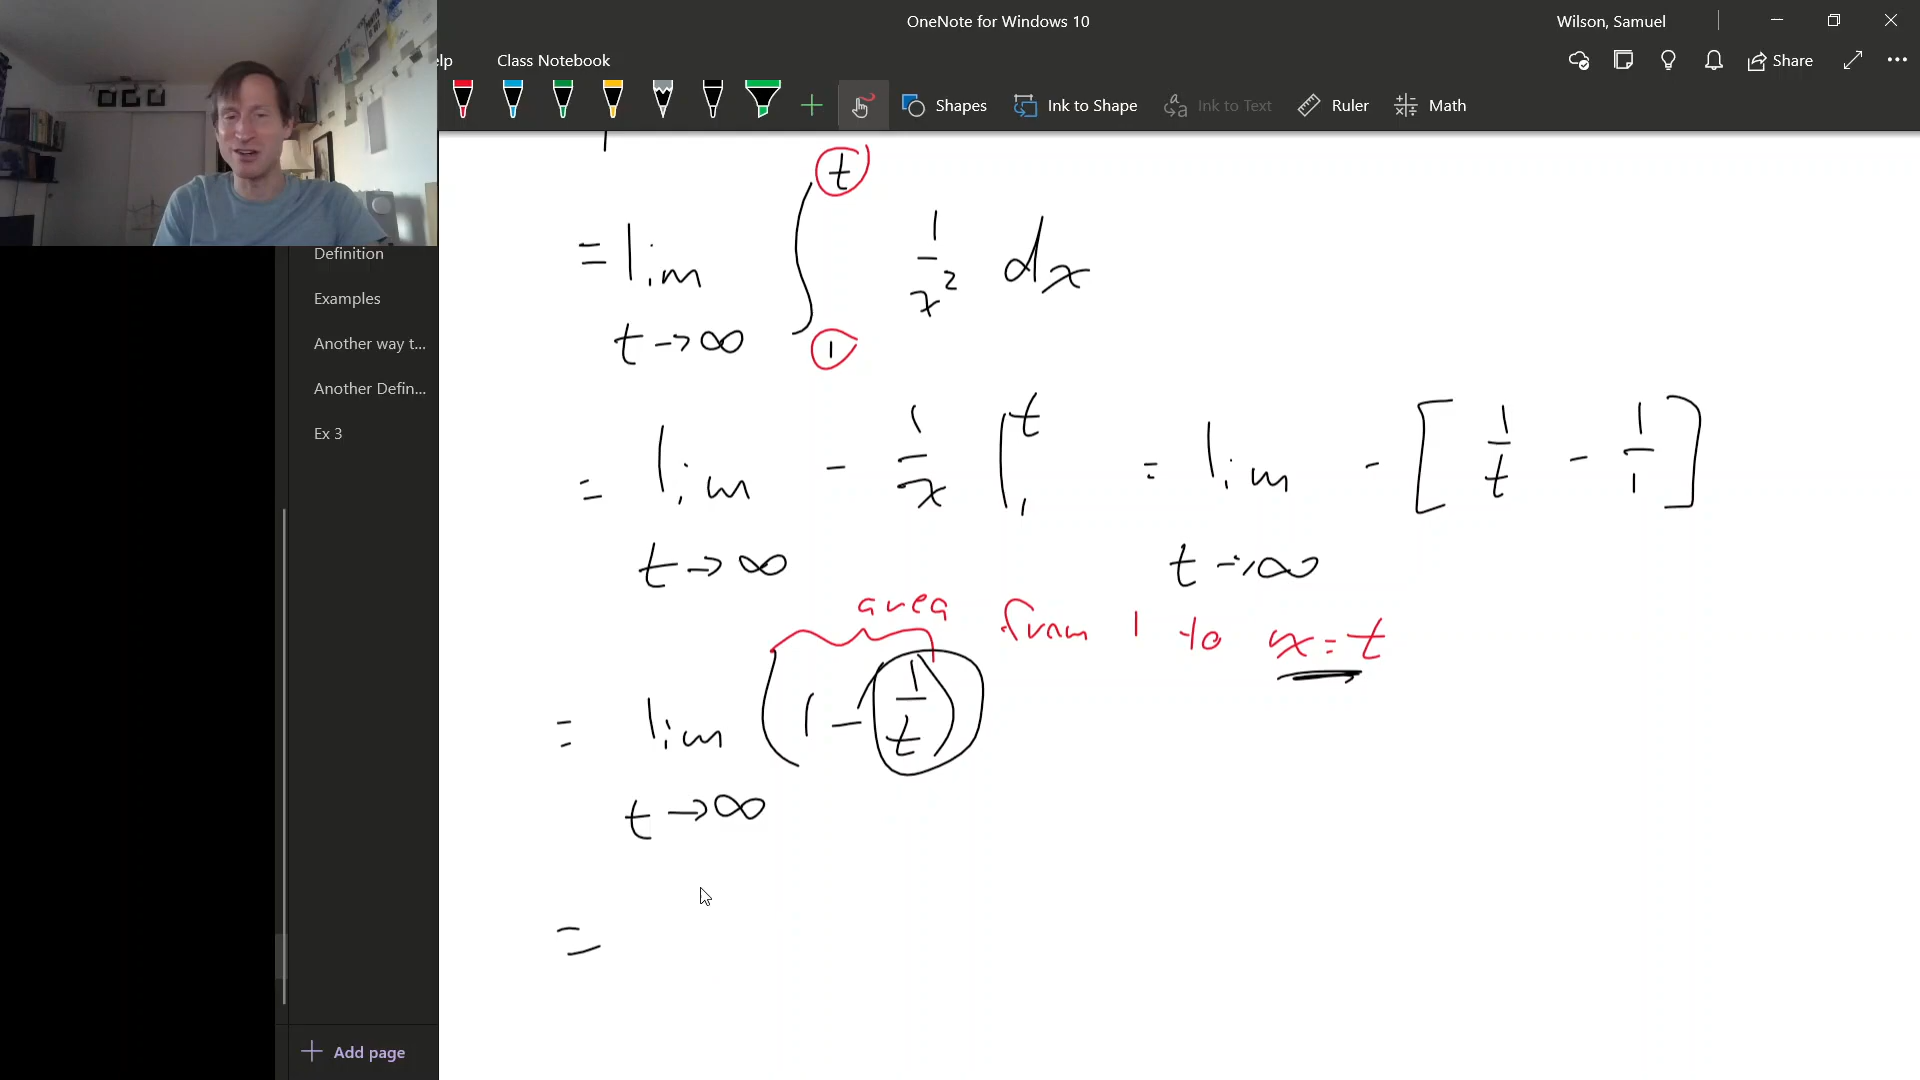 OneNote for Windows 10
Wilson, Samuel
elp
Class Notebook
Share
Shapes
Ink to Shape
Ink to Text
Ruler
Math
Definition
Examples
Another way t...
Another Defin...
Ex 3
Add page
= lim ∫ 1/x² dx
t
1
t → ∞
= lim - 1/x |₁ᵗ = lim - [1/t - 1/1]
t → ∞ t → ∞
area from 1 to x = t
= lim (1 - 1/t)
t → ∞
=